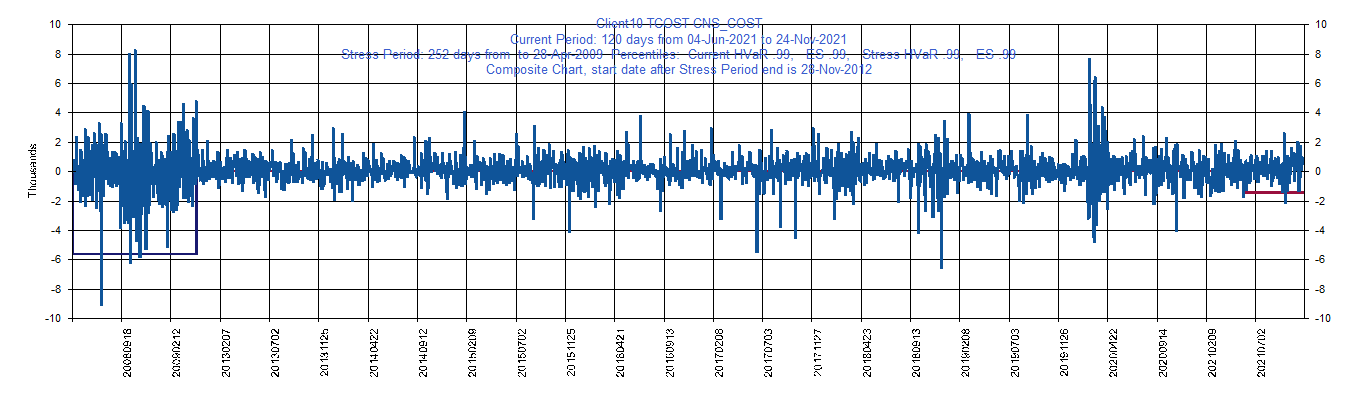 Client10 TCOST CNS_COST
Current Period: 120 days from 04-Jun-2021 to 24-Nov-2021
Stress Period: 252 days from  to 28-Apr-2009  Percentiles:  Current HVaR .99,   ES .99,   Stress HVaR .99,   ES .99
Composite Chart, start date after Stress Period end is 28-Nov-2012
10 10
8 8
6 6
4 4
2 2
0 0
-2 -2
-4 -4
-6 -6
-8 -8
-10 -10
Thousands
20080918 20090212 20130207 20130702 20131125 20140422 20140912 20150209 20150702 20151125 20160421 20160913 20170208 20170703 20171127 20180423 20180913 20190208 20190703 20191126 20200422 20200914 20210209 20210702